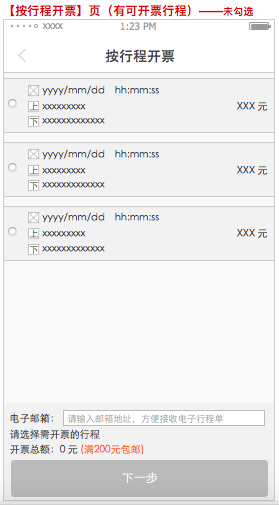 【按行程开票】页（有可开票行程）——未勾选
xxxx 1:23 PM
按行程开票
yyyy/mm/dd hh:mm:ss
上 xxxxxxxxx XXX 元
下 xxxxxxxxxxxxx
yyyy/mm/dd hh:mm:ss
上 xxxxxxxxx XXX 元
下 xxxxxxxxxxxxx
yyyy/mm/dd hh:mm:ss
上 xxxxxxxxx XXX 元
下 xxxxxxxxxxxxx
电子邮箱： 请输入邮箱地址，方便接收电子行程单
请选择需开票的行程
开票总额：0 元 (满200元包邮)
下一步